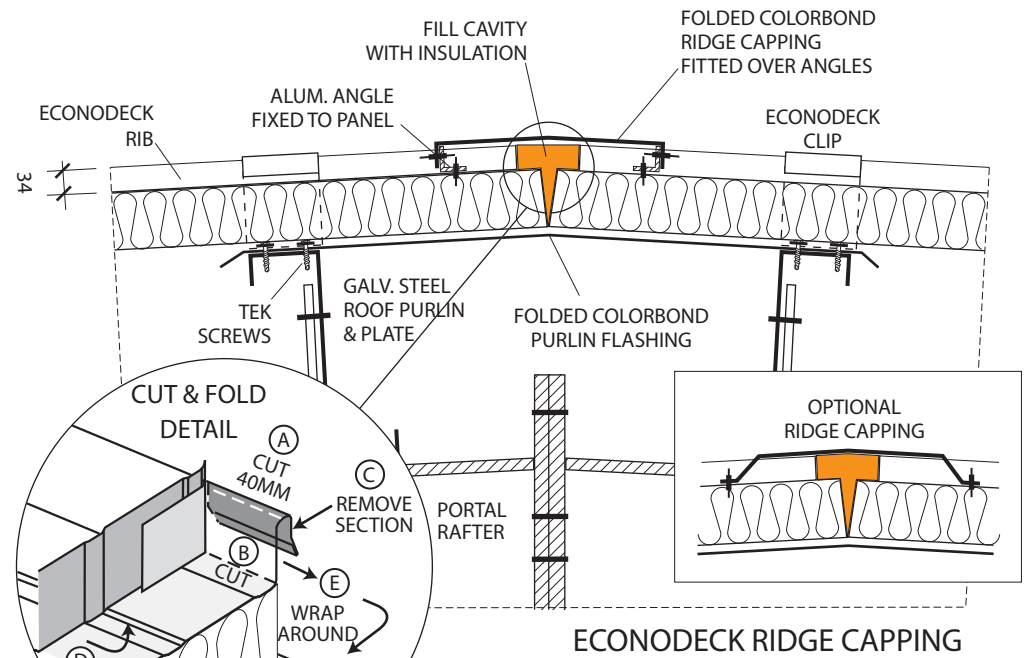 FILL CAVITY
WITH INSULATION
FOLDED COLORBOND
RIDGE CAPPING
FITTED OVER ANGLES
ALUM. ANGLE
FIXED TO PANEL
ECONODECK
RIB
ECONODECK
CLIP
34
TEK
SCREWS
GALV. STEEL
ROOF PURLIN
& PLATE
FOLDED COLORBOND
PURLIN FLASHING
CUT & FOLD
DETAIL
A
CUT
40MM
C
REMOVE
SECTION
B
CUT
E
WRAP
AROUND
D
PORTAL
RAFTER
OPTIONAL
RIDGE CAPPING
ECONODECK RIDGE CAPPING